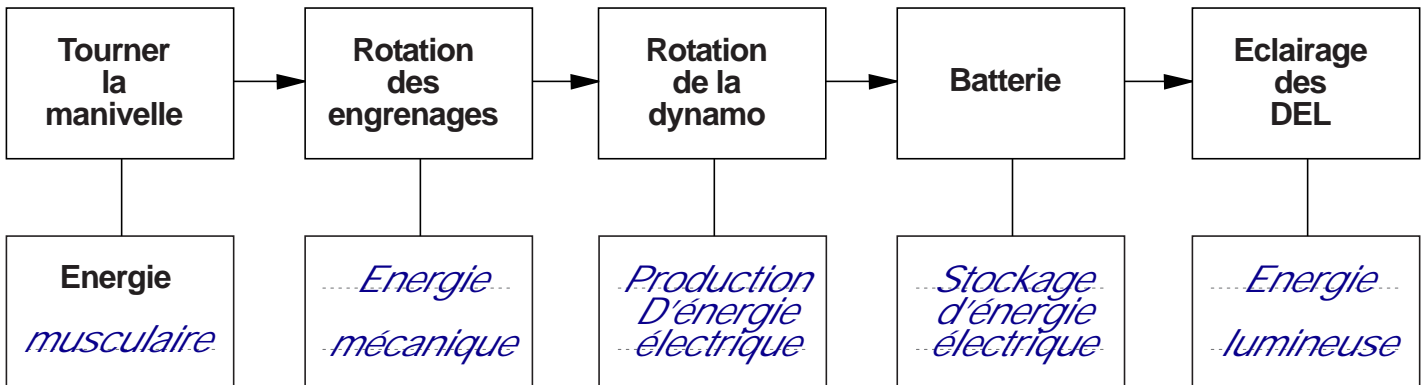 Tourner
la
manivelle
Rotation
des
engrenages
Rotation
de la
dynamo
Batterie
Eclairage
des
DEL
Energie
musculaire
Energie
mécanique
Production
D'énergie
électrique
Stockage
d'énergie
électrique
Energie
lumineuse